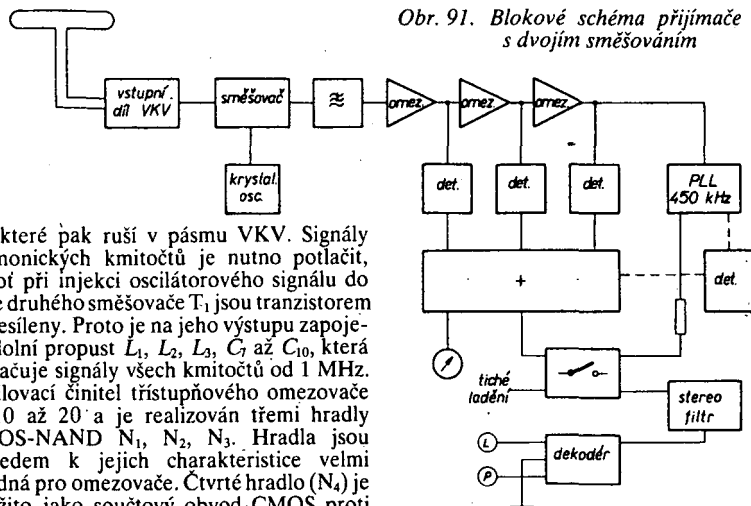 Obr. 91. Blokové schéma přijímače
s dvojím směšováním
vstupní
díl VKV
směšovač
≋
omez.
omez.
omez.
krystal.
osc.
det.
det.
det.
PLL
450 kHz
+
det.
tiché
ladění
stereo
filtr
L
P
dekodér
které pak ruší v pásmu VKV. Signály
monických kmitočtů je nutno potlačit,
oť při injekci oscilátorového signálu do
e druhého směšovače T₁ jsou tranzistorem
esíleny. Proto je na jeho výstupu zapoje-
dolní propust L₁, L₂, L₃, C₇ až C₁₀, která
ačuje signály všech kmitočtů od 1 MHz.
ilovací činitel třístupňového omezovače
0 až 20 a je realizován třemi hradly
OS-NAND N₁, N₂, N₃. Hradla jsou
edem k jejich charakteristice velmi
dná pro omezovače. Čtvrté hradlo (N₄) je
žito jako součtový obvod CMOS proti